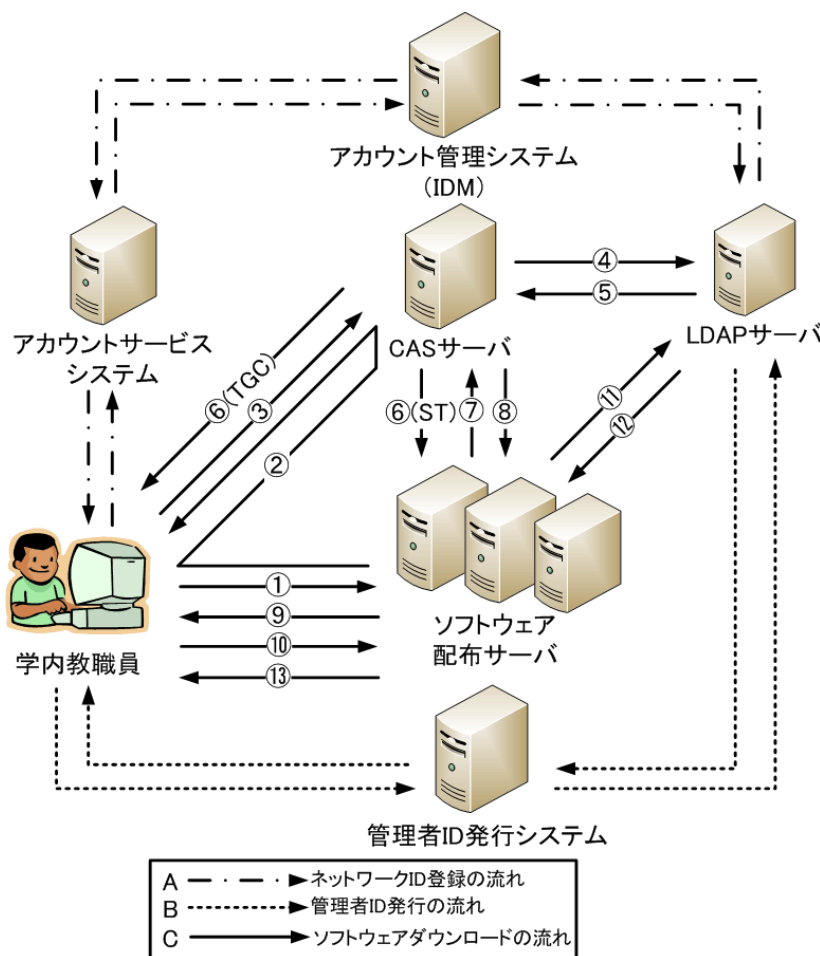 アカウント管理システム
(IDM)
アカウントサービス
システム
CASサーバ
LDAPサーバ
④
⑤
⑥(TGC)
③
②
⑥(ST)
⑦
⑧
⑪
⑫
①
⑨
⑩
⑬
学内教職員
ソフトウェア
配布サーバ
管理者ID発行システム
A ネットワークID登録の流れ
B 管理者ID発行の流れ
C ソフトウェアダウンロードの流れ